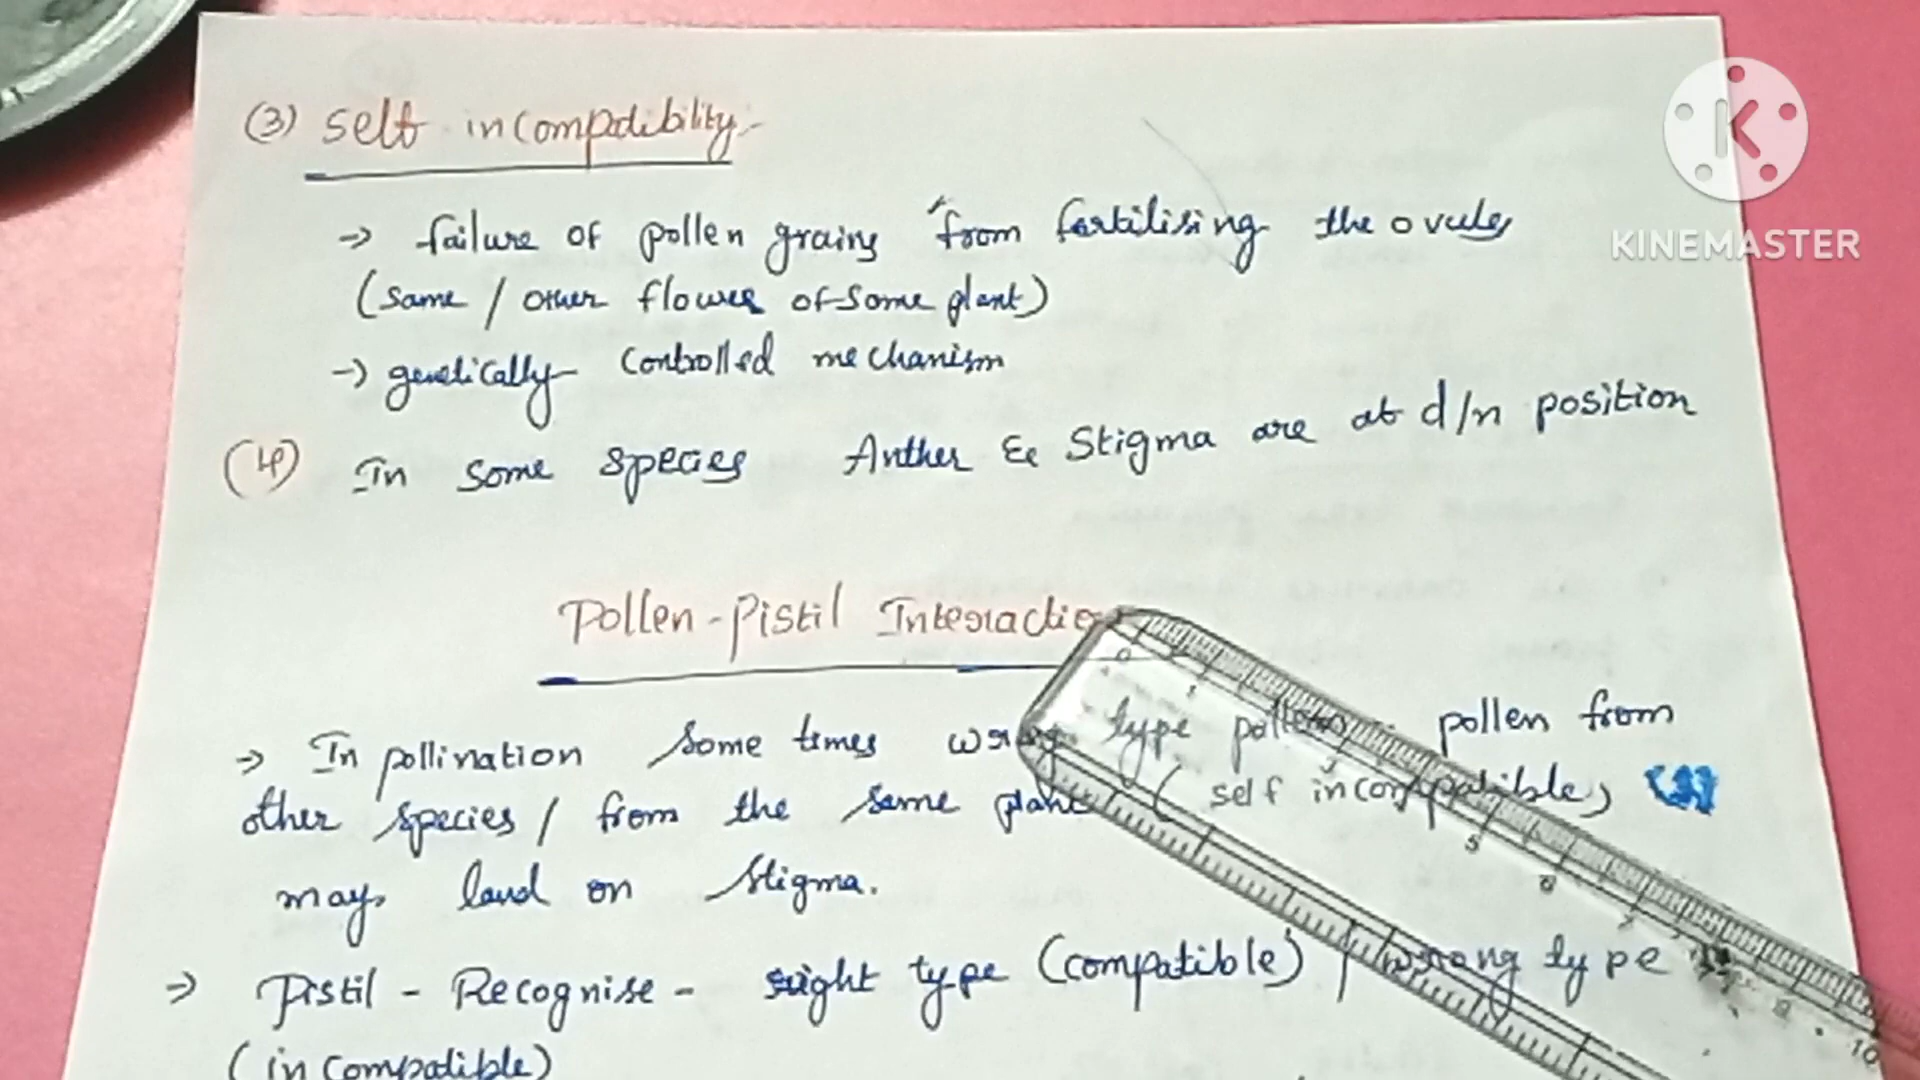 (3) Self incompatibility-
→ failure of pollen grains from fertilising the ovules
(same / other flower of same plant)
→ genetically controlled mechanism
(4) In some species Anther & Stigma are at d/n position
KINEMASTER
Pollen-Pistil Interaction
→ In pollination some times wrong type pollen pollen from
other species / from the same plant ( self incompatible)
may land on stigma.
→ Pistil - Recognise - right type (compatible) / wrong type
(incompatible)